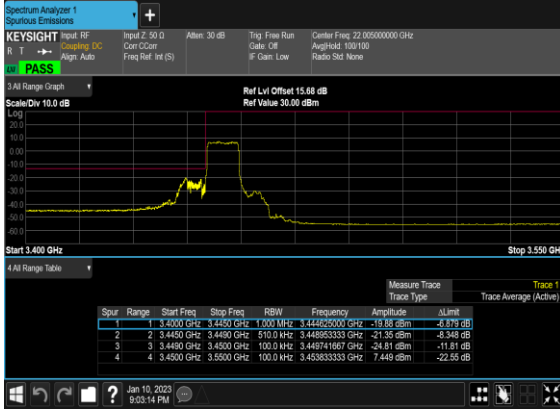 Spectrum Analyzer 1
Spurious Emissions
KEYSIGHT
R T
LXI PASS
Input: RF
Coupling: DC
Align: Auto
Input Z: 50 Ω
Corr CCorr
Freq Ref: Int (S)
Atten: 30 dB
Trig: Free Run
Gate: Off
IF Gain: Low
Center Freq: 22.005000000 GHz
Avg|Hold: 100/100
Radio Std: None
3 All Range Graph
Scale/Div 10.0 dB
Ref Lvl Offset 15.68 dB
Ref Value 30.00 dBm
Log
20.0
10.0
0.00
-10.0
-20.0
-30.0
-40.0
-50.0
-60.0
Start 3.400 GHz Stop 3.550 GH
4 All Range Table
Measure Trace Trace 1
Trace Type Trace Average (Active)
Spur Range Start Freq Stop Freq RBW Frequency Amplitude ΔLimit
1 1 3.4000 GHz 3.4450 GHz 1.000 MHz 3.444625000 GHz -19.88 dBm -6.879 dB
2 2 3.4450 GHz 3.4490 GHz 510.0 kHz 3.448953333 GHz -21.35 dBm -8.348 dB
3 3 3.4490 GHz 3.4500 GHz 100.0 kHz 3.449741667 GHz -24.81 dBm -11.81 dB
4 4 3.4500 GHz 3.5500 GHz 100.0 kHz 3.453833333 GHz 7.449 dBm -22.55 dB
Jan 10, 2023
9:03:14 PM